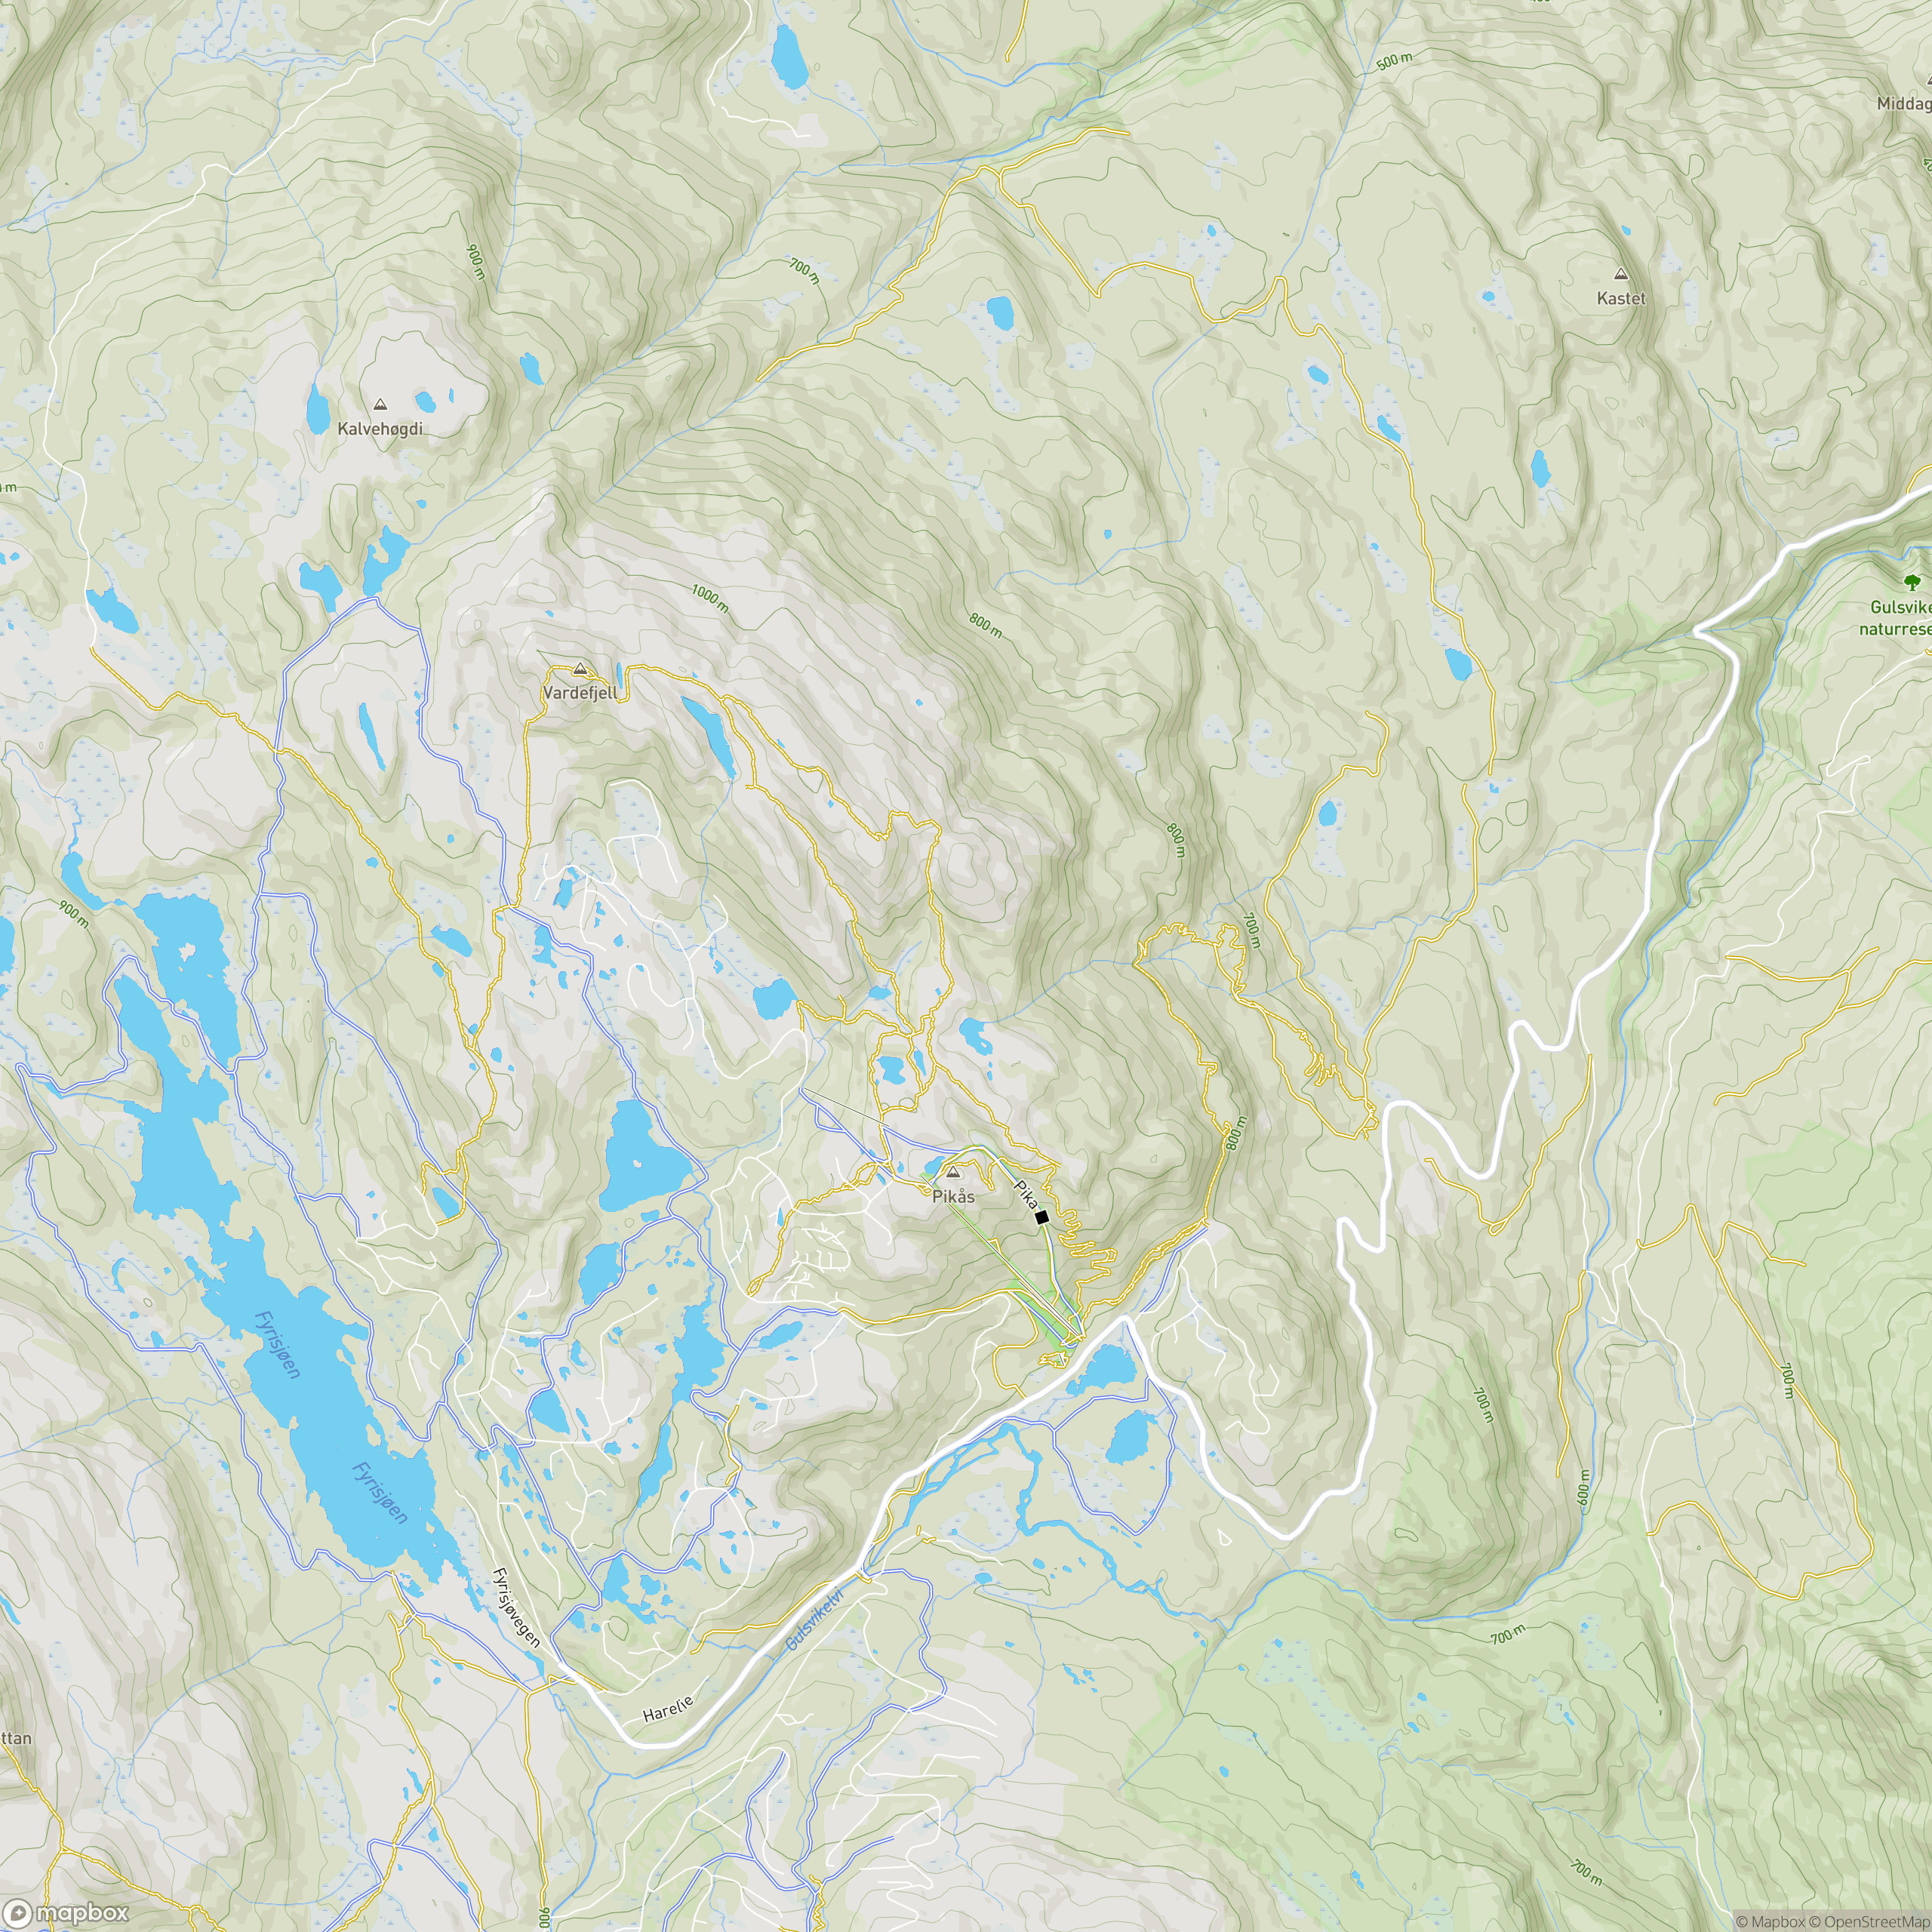 500 m
Middag
900 m
700 m
Kastet
Kalvehøgdi
1000 m
800 m
Gulsvike
naturrese
Vardefjell
800 m
900 m
700 m
800 m
Pikås
Pika
Fyrisjøen
700 m
700 m
Fyrisjøen
600 m
Fyrisjøvegen
Gulsvikelvi
700 m
Harelie
ttan
700 m
900
mapbox
© Mapbox © OpenStreetMap